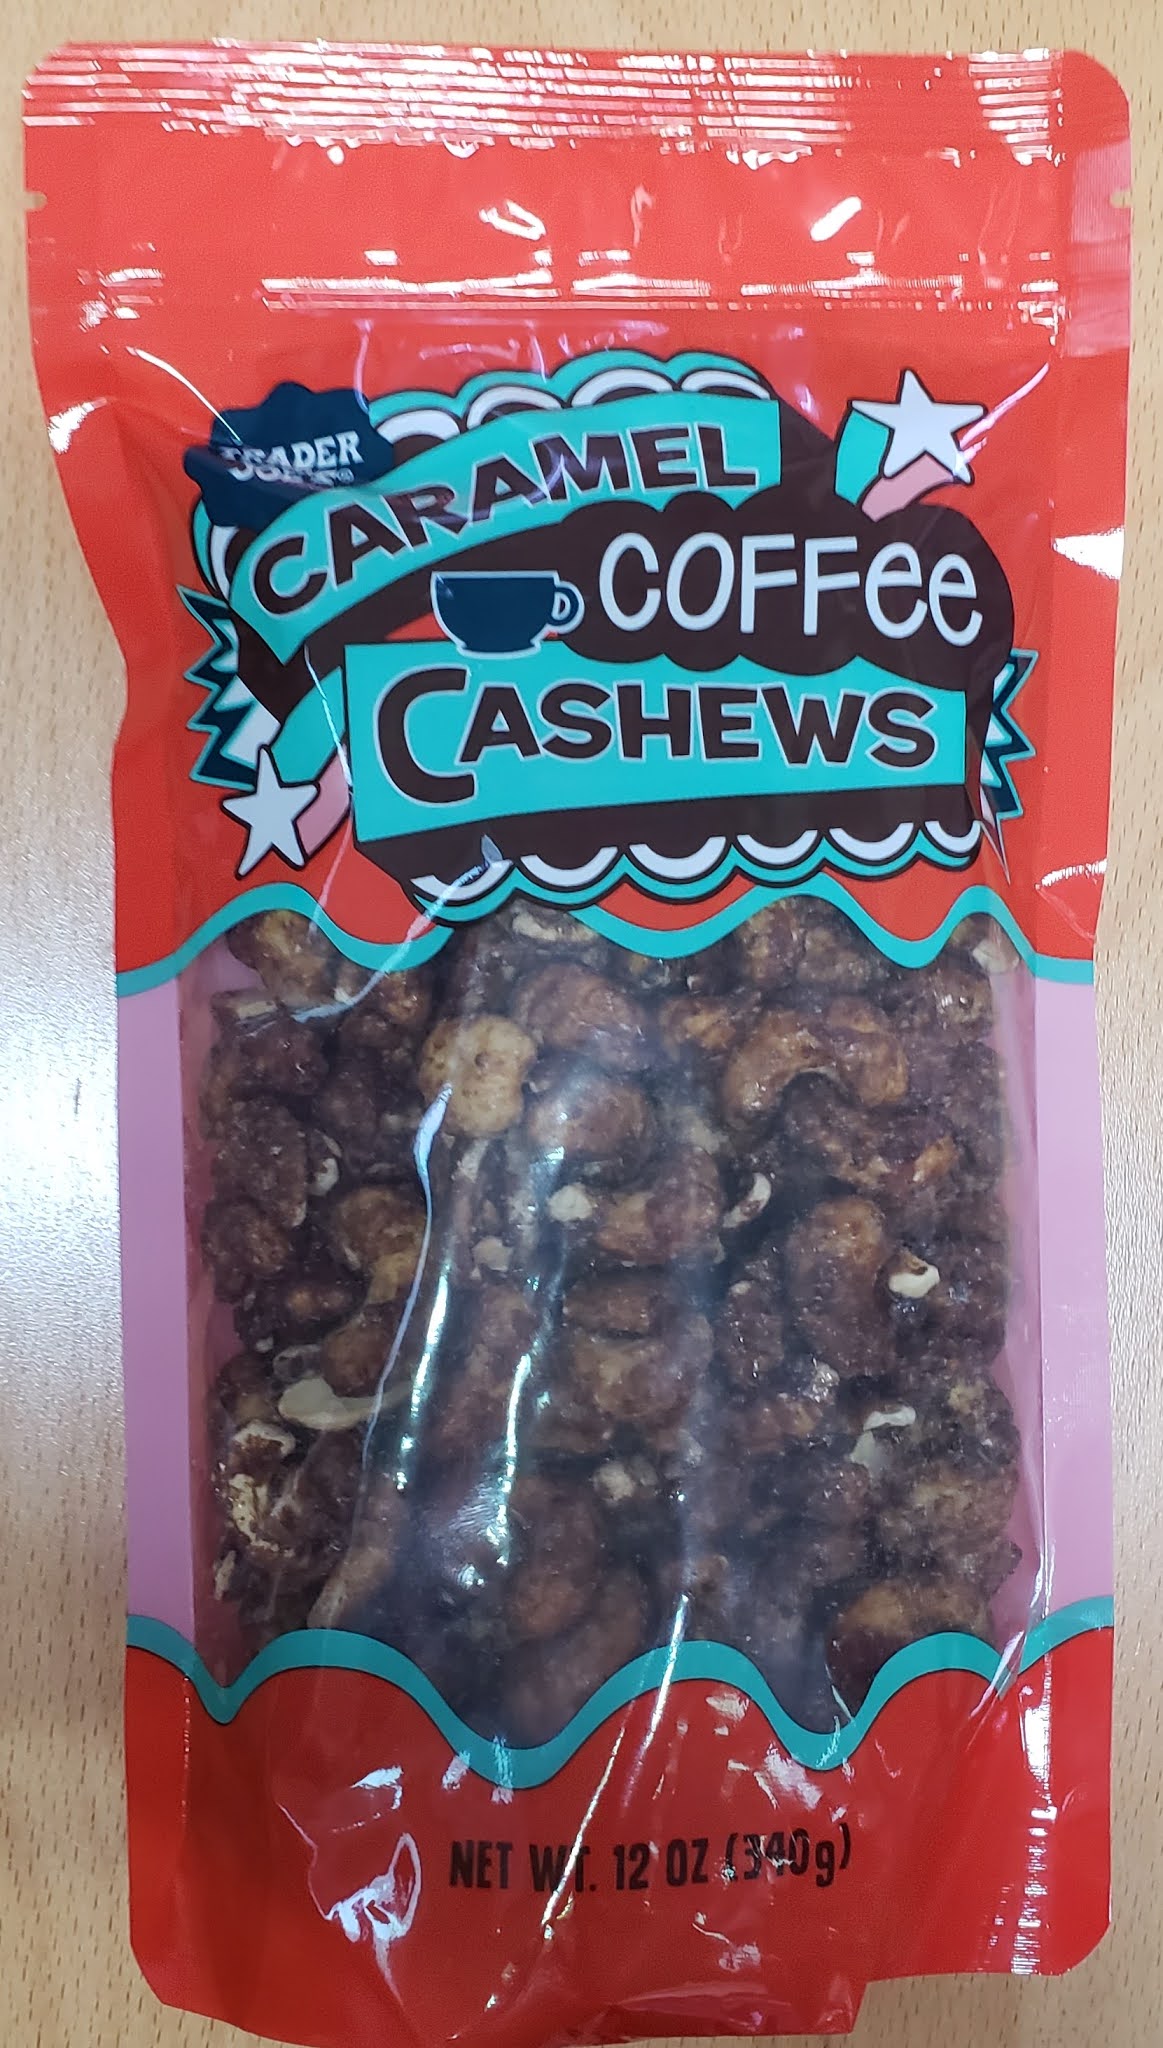 TRADER
JOE'S
CARAMEL
COFFee
CASHEWS
NET WT. 12 OZ (340g)